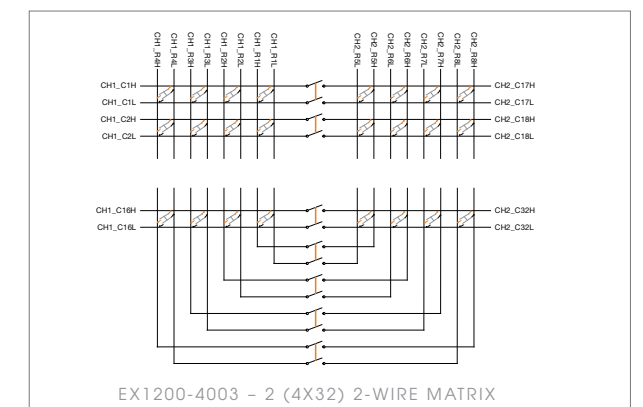 CH1_R4H
CH1_R4L
CH1_R3H
CH1_R3L
CH1_R2H
CH1_R2L
CH1_R1H
CH1_R1L
CH2_R5L
CH2_R5H
CH2_R6L
CH2_R6H
CH2_R7L
CH2_R7H
CH2_R8L
CH2_R8H
CH1_C1H
CH2_C17H
CH1_C1L
CH2_C17L
CH1_C2H
CH2_C18H
CH1_C2L
CH2_C18L
CH1_C16H
CH2_C32H
CH1_C16L
CH2_C32L
EX1200-4003 – 2 (4X32) 2-WIRE MATRIX